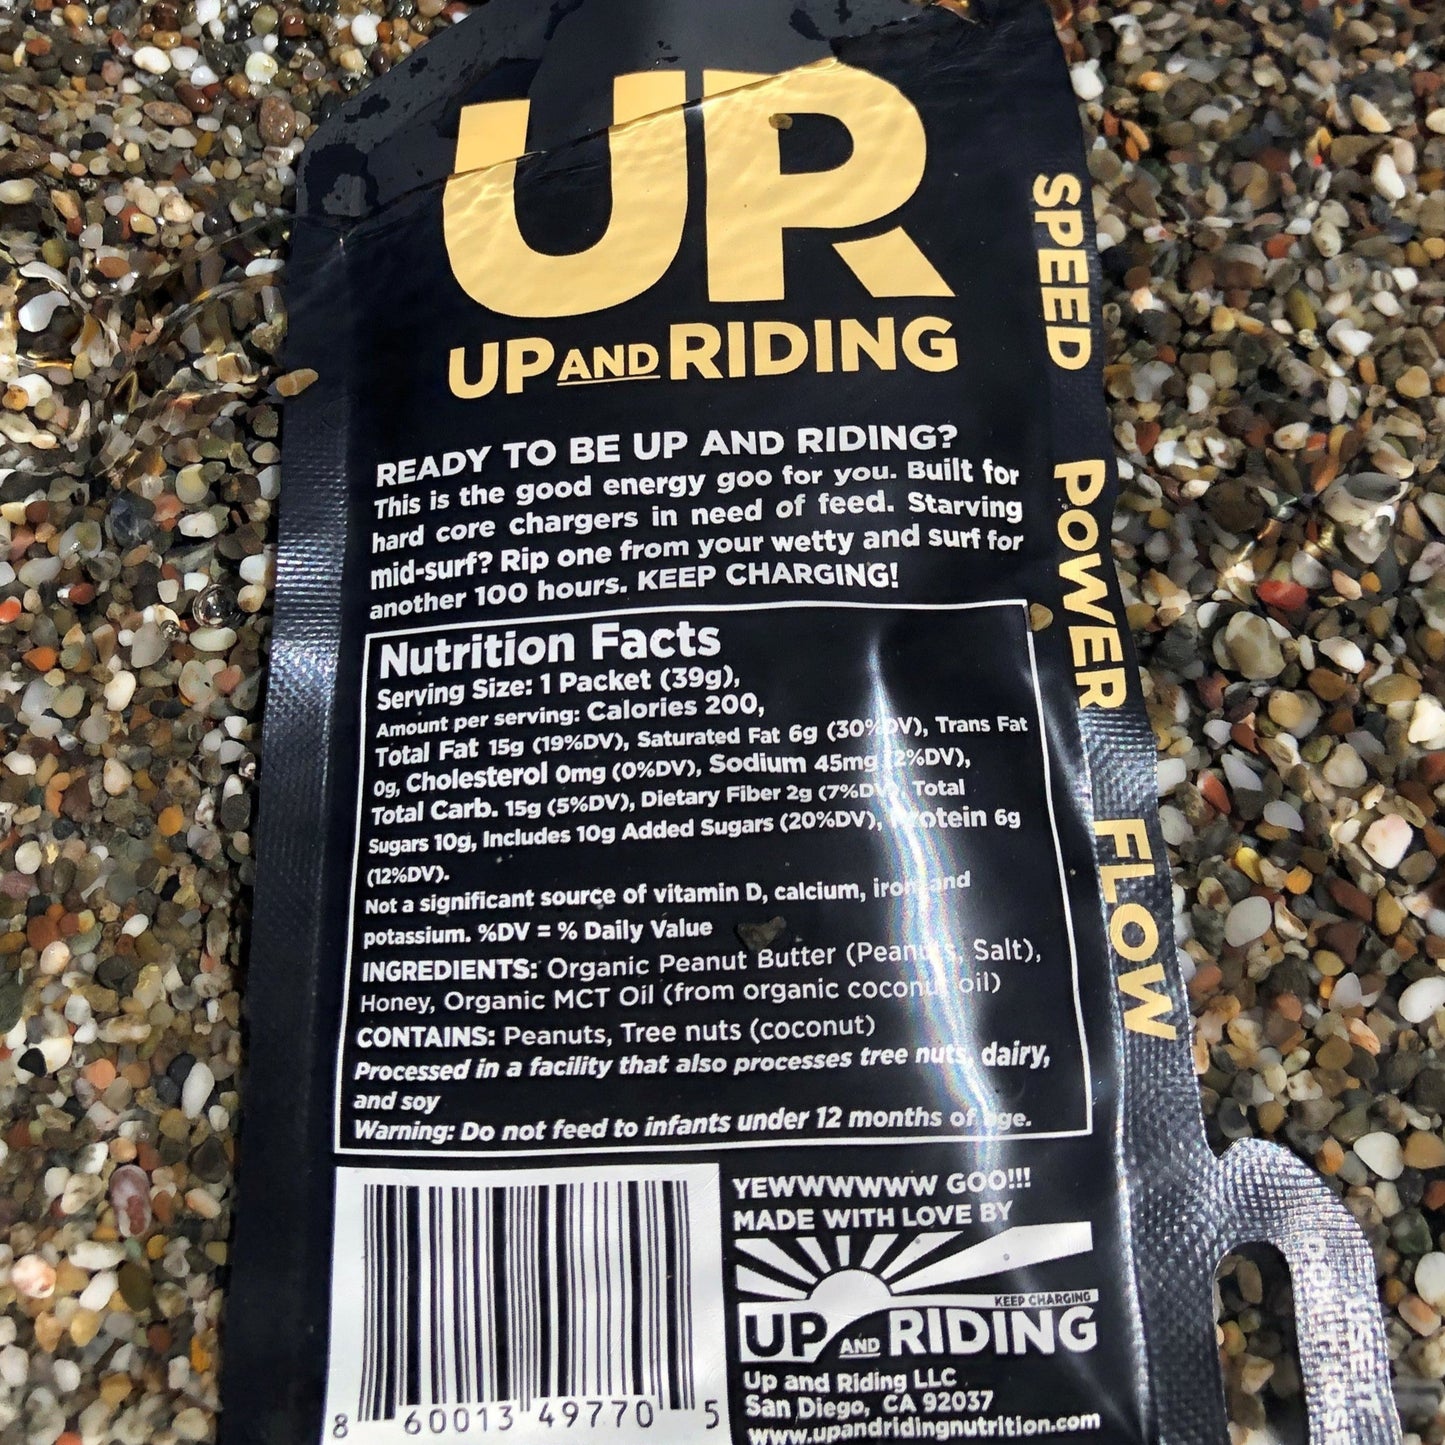 UR
UP AND RIDING
READY TO BE UP AND RIDING?
This is the good energy goo for you. Built for
hard core chargers in need of feed. Starving
mid-surf? Rip one from your wetty and surf for
another 100 hours. KEEP CHARGING!
Nutrition Facts
Serving Size: 1 Packet (39g),
Amount per serving: Calories 200,
Total Fat 15g (19%DV), Saturated Fat 6g (30%DV), Trans Fat
0g, Cholesterol 0mg (0%DV), Sodium 45mg (2%DV),
Total Carb. 15g (5%DV), Dietary Fiber 2g (7%DV), Total
Sugars 10g, Includes 10g Added Sugars (20%DV), Protein 6g
(12%DV).
Not a significant source of vitamin D, calcium, iron and
potassium. %DV = % Daily Value
INGREDIENTS: Organic Peanut Butter (Peanuts, Salt),
Honey, Organic MCT Oil (from organic coconut oil)
CONTAINS: Peanuts, Tree nuts (coconut)
Processed in a facility that also processes tree nuts, dairy,
and soy
Warning: Do not feed to infants under 12 months of age.
8 60013 49770 5
YEWWWWWW GOO!!!
MADE WITH LOVE BY
KEEP CHARGING
UP AND RIDING
Up and Riding LLC
San Diego, CA 92037
www.upandridingnutrition.com
SPEED POWER FLOW
USE IT
DON'T LOSE